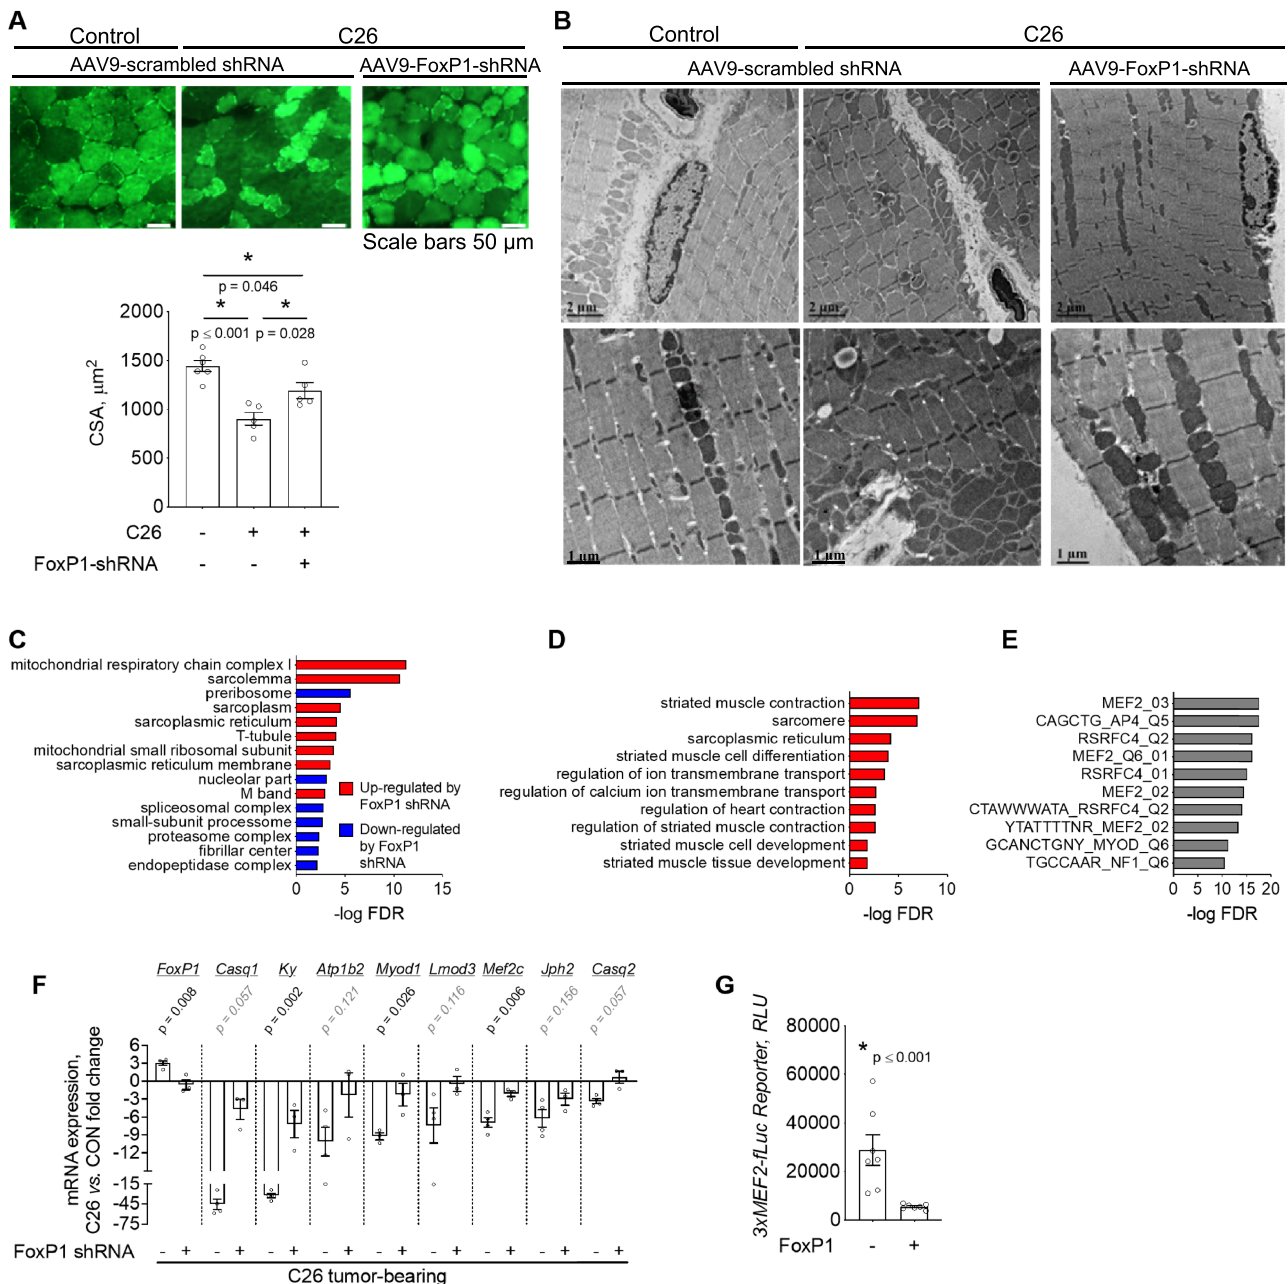 A
Control
C26
AAV9-scrambled shRNA
AAV9-FoxP1-shRNA
Scale bars 50 µm
*
p = 0.046
*
*
p ≤ 0.001
p = 0.028
2000
1500
1000
500
0
CSA, µm2
C26
-
+
+
FoxP1-shRNA
-
-
+
B
Control
C26
AAV9-scrambled shRNA
AAV9-FoxP1-shRNA
2 µm
2 µm
2 µm
1 µm
1 µm
1 µm
C
mitochondrial respiratory chain complex I
sarcolemma
preribosome
sarcoplasm
sarcoplasmic reticulum
T-tubule
mitochondrial small ribosomal subunit
sarcoplasmic reticulum membrane
nucleolar part
M band
spliceosomal complex
small-subunit processome
proteasome complex
fibrillar center
endopeptidase complex
Up-regulated by
FoxP1 shRNA
Down-regulated
by FoxP1
shRNA
0 5 10 15
-log FDR
D
striated muscle contraction
sarcomere
sarcoplasmic reticulum
striated muscle cell differentiation
regulation of ion transmembrane transport
regulation of calcium ion transmembrane transport
regulation of heart contraction
regulation of striated muscle contraction
striated muscle cell development
striated muscle tissue development
0 5 10
-log FDR
E
MEF2_03
CAGCTG_AP4_Q5
RSRFC4_Q2
MEF2_Q6_01
RSRFC4_01
MEF2_02
CTAWWWATA_RSRFC4_Q2
YTATTTTNR_MEF2_02
GCANCTGNY_MYOD_Q6
TGCCAAR_NF1_Q6
0 5 10 15 20
-log FDR
F
FoxP1 Casq1 Ky Atp1b2 Myod1 Lmod3 Mef2c Jph2 Casq2
p = 0.008
p = 0.057
p = 0.002
p = 0.121
p = 0.026
p = 0.116
p = 0.006
p = 0.156
p = 0.057
mRNA expression,
C26 vs. CON fold change
6
3
0
-3
-6
-9
-12
-15
-45
-75
FoxP1 shRNA
- + - + - + - + - + - + - + - + - +
C26 tumor-bearing
G
3xMEF2-fLuc Reporter, RLU
80000
60000
40000
20000
0
*
p ≤ 0.001
FoxP1
-
+